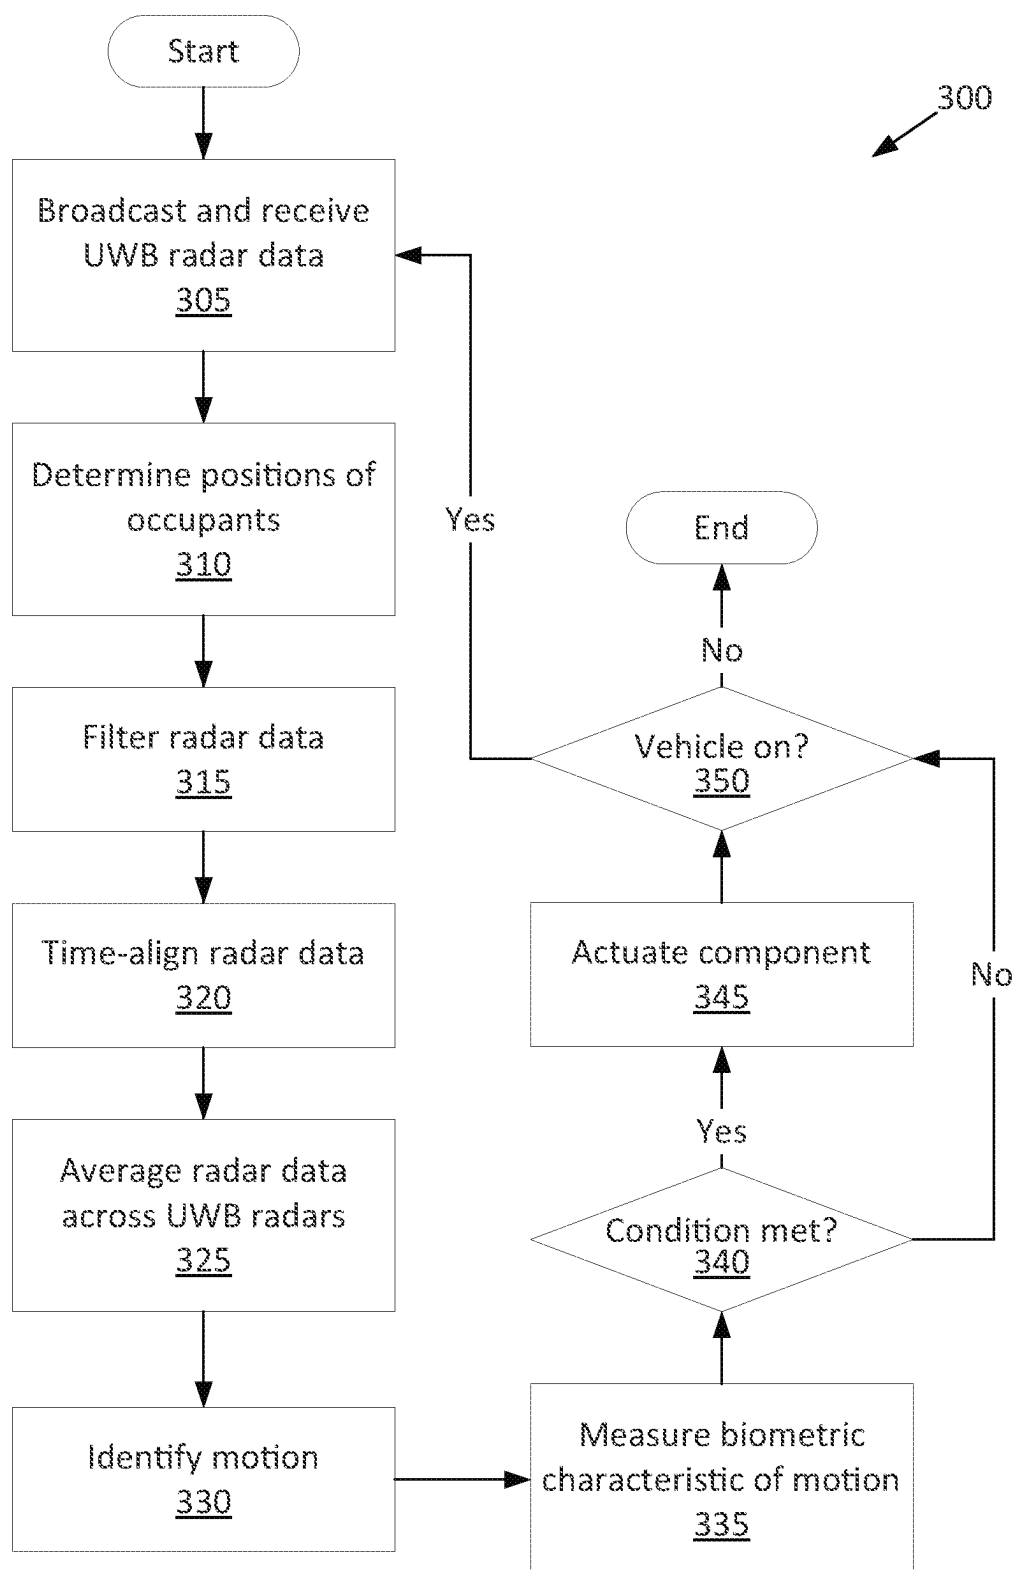 Start
300
Broadcast and receive
UWB radar data
305
Determine positions of
occupants
310
Filter radar data
315
Time-align radar data
320
Average radar data
across UWB radars
325
Identify motion
330
Measure biometric
characteristic of motion
335
Condition met?
340
Yes
No
Actuate component
345
Vehicle on?
350
Yes
No
End